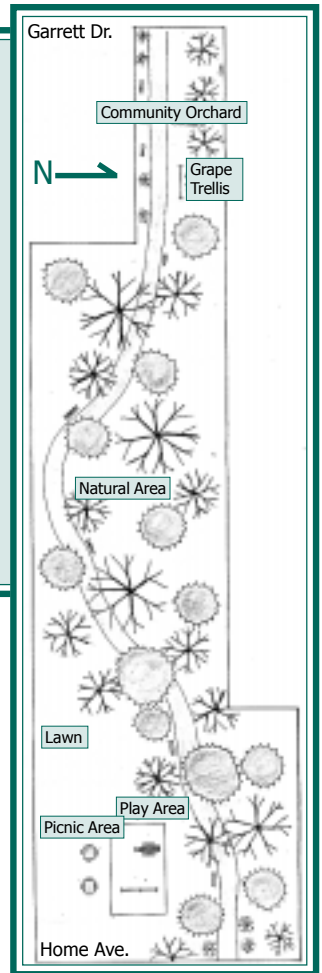 Garrett Dr.
Community Orchard
N
Grape
Trellis
Natural Area
Lawn
Play Area
Picnic Area
Home Ave.